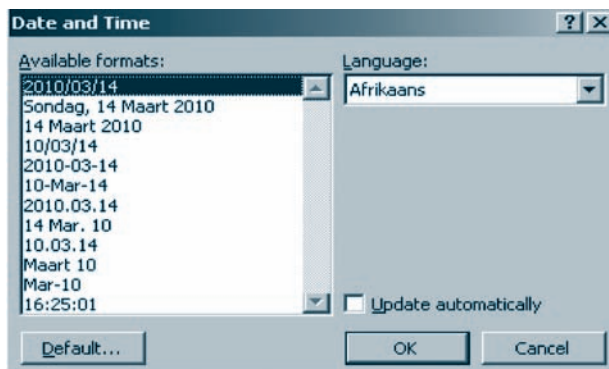 Date and Time
Available formats:
2010/03/14
Sondag, 14 Maart 2010
14 Maart 2010
10/03/14
2010-03-14
10-Mar-14
2010.03.14
14 Mar. 10
10.03.14
Maart 10
Mar-10
16:25:01
Language:
Afrikaans
Update automatically
Default...
OK
Cancel